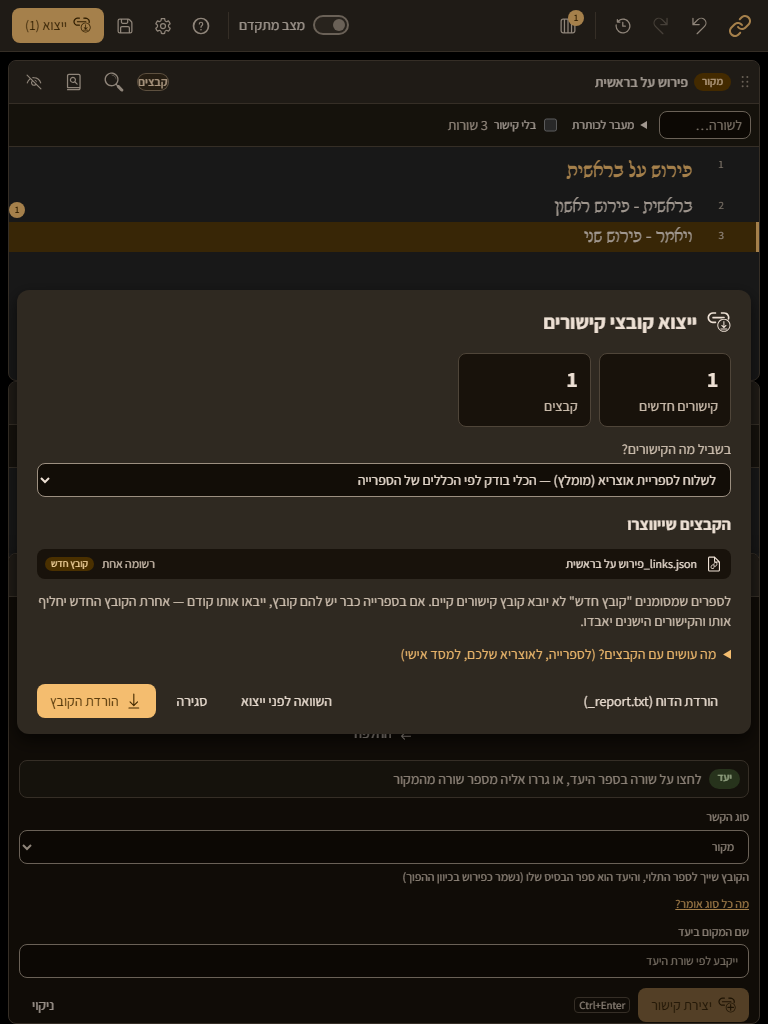 1
מצב מתקדם
ייצוא (1)
מקור
פירוש על בראשית
קבצים
לשורה...
מעבר לכותרת
בלי קישור
3 שורות
1
פירוש על בראשית
2
בראשית - פירוש ראשון
1
3
ויאמר - פירוש שני
ייצוא קובצי קישורים
1
קישורים חדשים
1
קבצים
בשביל מה הקישורים?
לשלוח לספריית אוצריא (מומלץ) — הכלי בודק לפי הכללים של הספרייה
הקבצים שייווצרו
פירוש על בראשית_links.json
רשומה אחת
קובץ חדש
לספרים שמסומנים "קובץ חדש" לא יובא קובץ קישורים קיים. אם בספרייה כבר יש להם קובץ, ייבאו אותו קודם — אחרת הקובץ החדש יחליף
אותו והקישורים הישנים יאבדו.
מה עושים עם הקבצים? (לספרייה, לאוצריא שלכם, למסד אישי)
הורדת הדוח (_report.txt)
השוואה לפני ייצוא
סגירה
הורדת הקובץ
יעד
לחצו על שורה בספר היעד, או גררו אליה מספר שורה מהמקור
סוג הקשר
מקור
הקובץ שייך לספר התלוי, והיעד הוא ספר הבסיס שלו (נשמר כפירוש בכיוון ההפוך)
מה כל סוג אומר?
שם המקום ביעד
ייקבע לפי שורת היעד
יצירת קישור
Ctrl+Enter
ניקוי